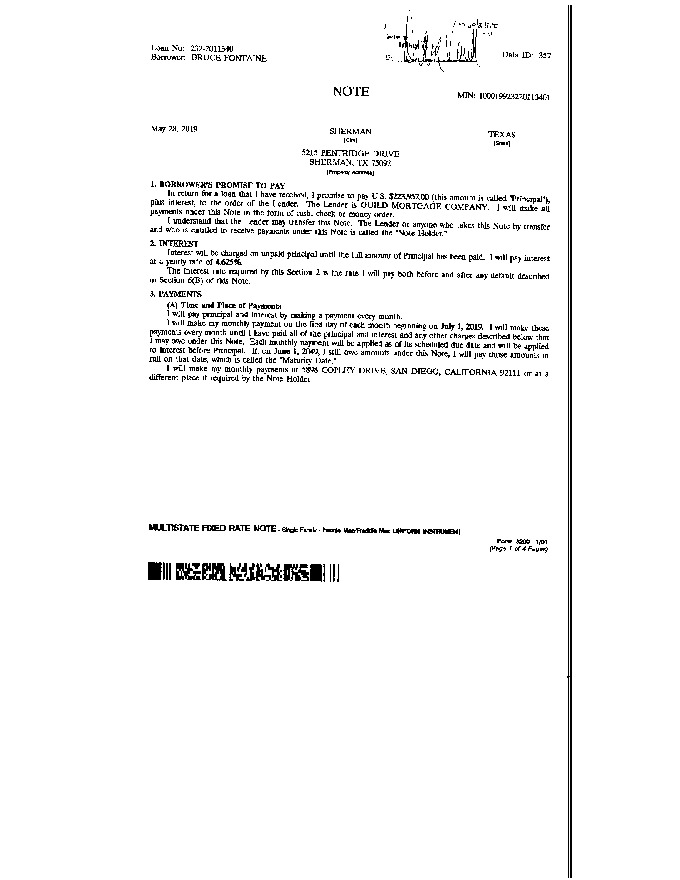 Loan No: 232-7011340
Borrower: BRUCE FONTAINE
Data ID: 357
NOTE
MIN: 100019923270113401
May 28, 2019
SHERMAN
[City]
TEXAS
[State]
5215 PENTRIDGE DRIVE
SHERMAN, TX 75092
[Property Address]
1. BORROWER'S PROMISE TO PAY
In return for a loan that I have received, I promise to pay U.S. (this amount is called "Principal"),
plus interest, to the order of the Lender. The Lender is GUILD MORTGAGE COMPANY. I will make all
payments under this Note in the form of cash, check or money order.
I understand that the Lender may transfer this Note. The Lender or anyone who takes this Note by transfer
and who is entitled to receive payments under this Note is called the "Note Holder."
2. INTEREST
Interest will be charged on unpaid principal until the full amount of Principal has been paid. I will pay interest
at a yearly rate of 4.625%.
The interest rate required by this Section 2 is the rate I will pay both before and after any default described
in Section 6(B) of this Note.
3. PAYMENTS
(A) Time and Place of Payments
I will pay principal and interest by making a payment every month.
I will make my monthly payment on the first day of each month beginning on July 1, 2019. I will make these
payments every month until I have paid all of the principal and interest and any other charges described below that
I may owe under this Note. Each monthly payment will be applied as of its scheduled due date and will be applied
to interest before Principal. If, on June 1, 2049, I still owe amounts under this Note, I will pay those amounts in
full on that date, which is called the "Maturity Date."
I will make my monthly payments at 5898 COPLEY DRIVE, SAN DIEGO, CALIFORNIA 92111 or at a
different place if required by the Note Holder.
MULTISTATE FIXED RATE NOTE - Single Family - Fannie Mae/Freddie Mac UNIFORM INSTRUMENT
Form 3200 1/01
(Page 1 of 4 Pages)